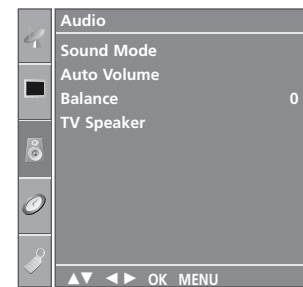 Audio
Sound Mode
Auto Volume
Balance 0
TV Speaker
▲▼ ◄► OK MENU